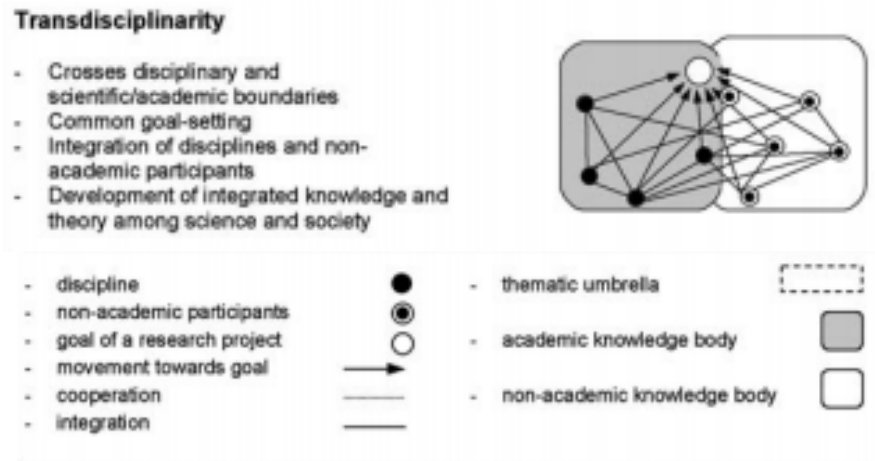 Transdisciplinarity
- Crosses disciplinary and
scientific/academic boundaries
- Common goal-setting
- Integration of disciplines and non-
academic participants
- Development of integrated knowledge and
theory among science and society
- discipline
- non-academic participants
- goal of a research project
- movement towards goal
- cooperation
- integration
- thematic umbrella
- academic knowledge body
- non-academic knowledge body